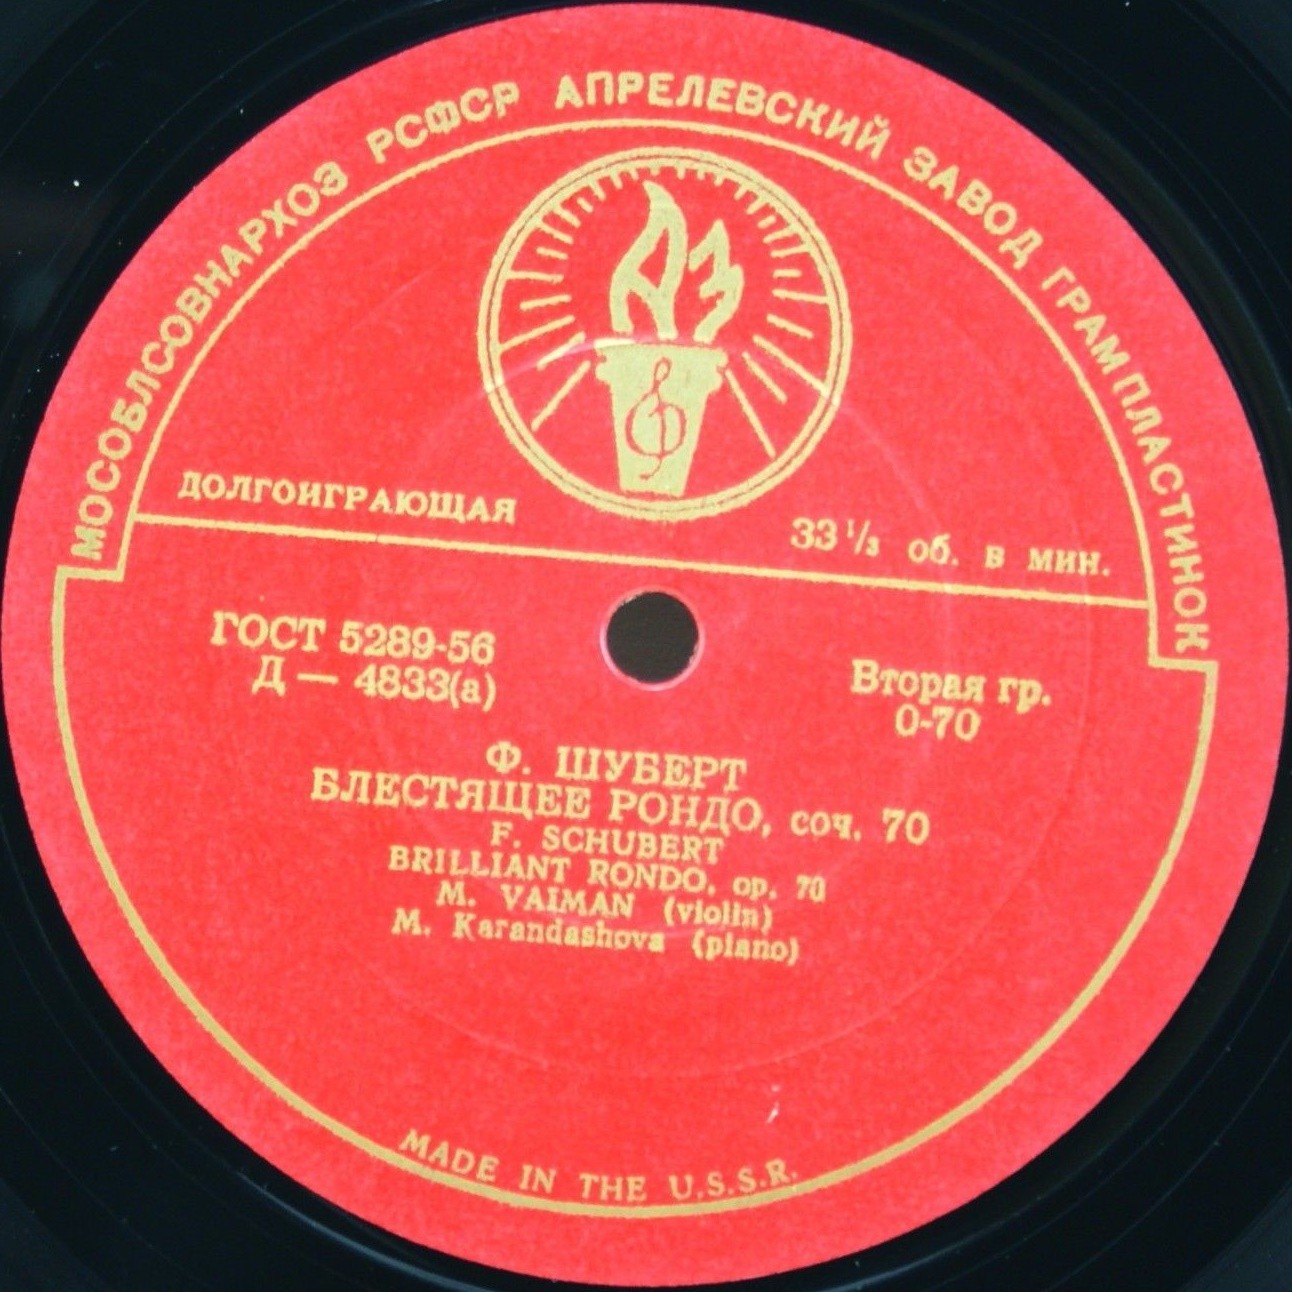 МОСОБЛСОВНАРХОЗ РСФСР АПРЕЛЕВСКИЙ ЗАВОД ГРАМПЛАСТИНОК
АЗ
ДОЛГОИГРАЮЩАЯ
33 1/3 об. в мин.
ГОСТ 5289-56
Д — 4833(а)
Вторая гр.
0-70
Ф. ШУБЕРТ
БЛЕСТЯЩЕЕ РОНДО, соч. 70
F. SCHUBERT
BRILLIANT RONDO, op. 70
M. VAIMAN (violin)
M. Karandashova (piano)
MADE IN THE U.S.S.R.